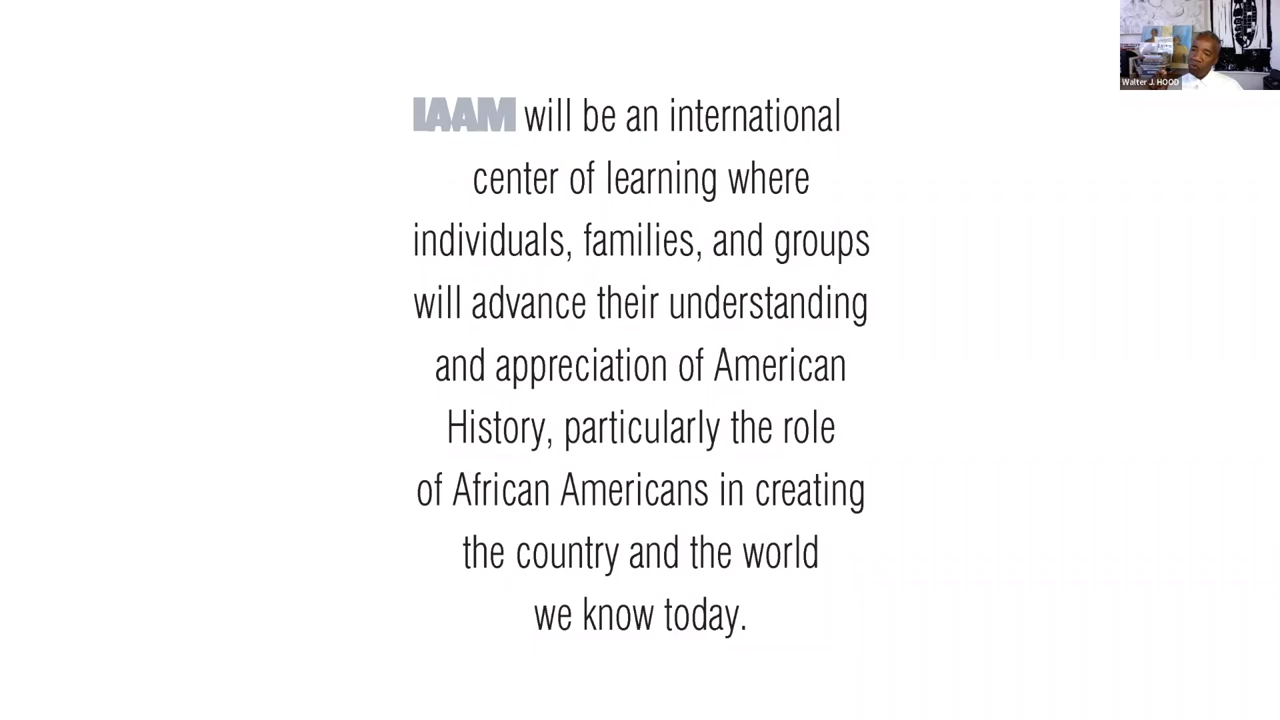 Walter J. HOOD
IAAM will be an international
center of learning where
individuals, families, and groups
will advance their understanding
and appreciation of American
History, particularly the role
of African Americans in creating
the country and the world
we know today.